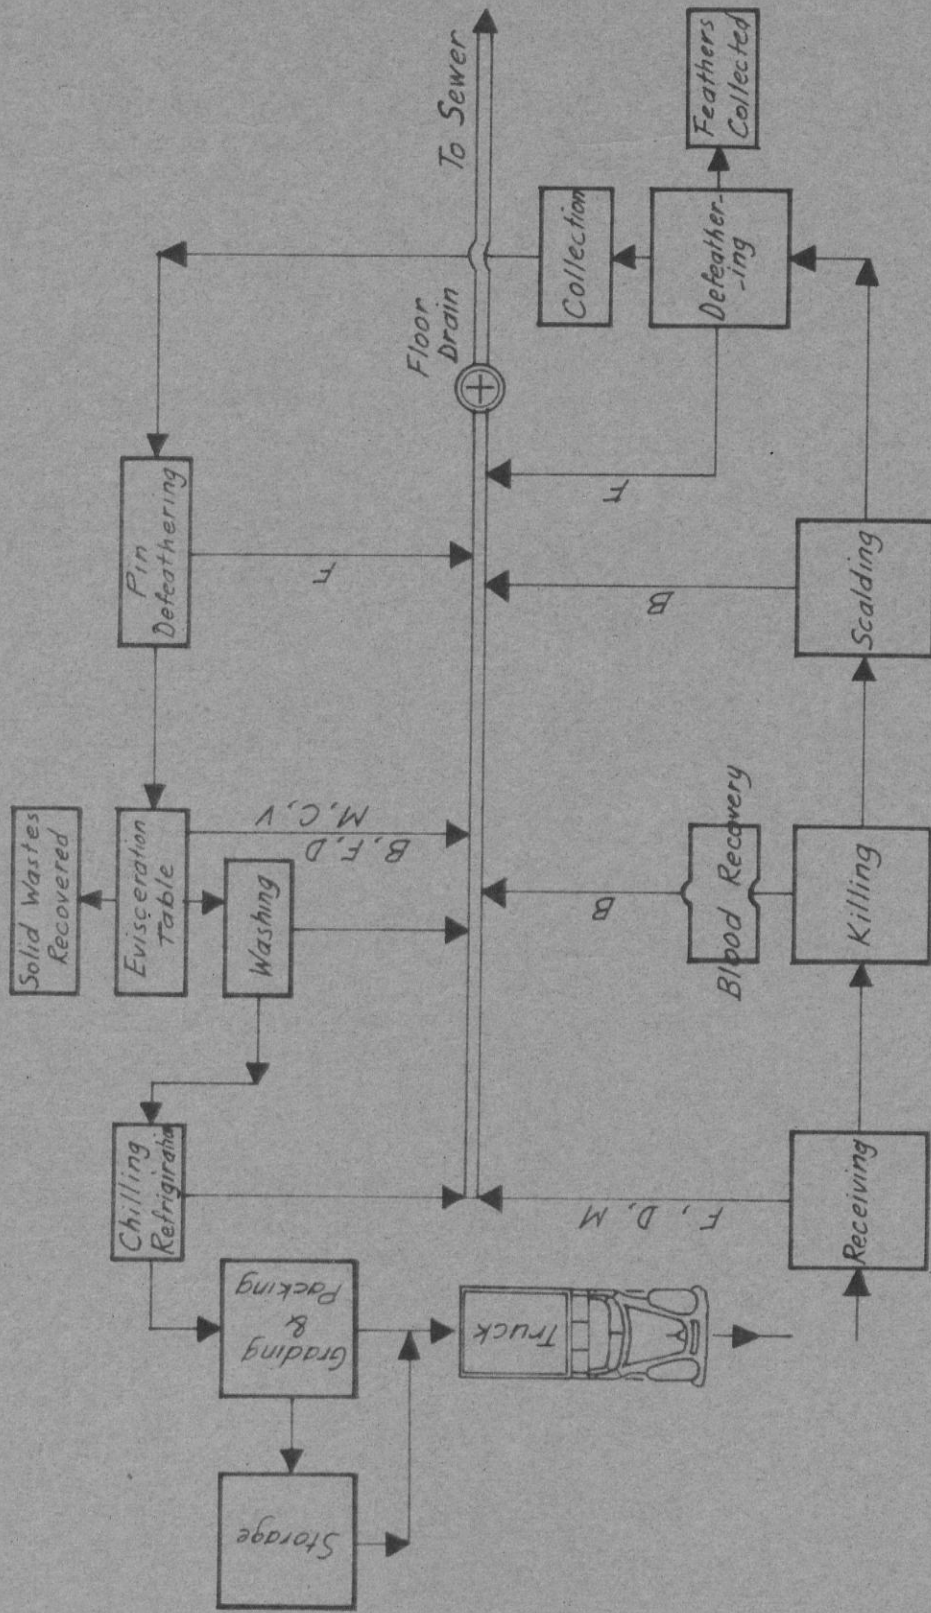 To Sewer
Feathers
Collected
Collection
Defeather-
-ing
Floor
Drain
Pin
Defeathering
F
F
B
Scalding
Solid Wastes
Recovered
Evisceration
Table
B, F, D
M, C, V
Washing
B
Blood Recovery
Killing
Chilling
Refrigiration
F, D, M
Receiving
Grading
&
Packing
Truck
Storage